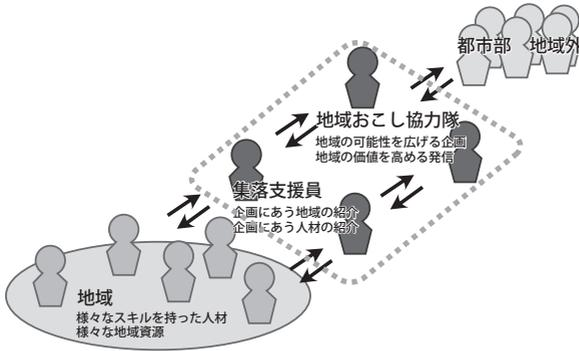 都市部 地域外
地域おこし協力隊
地域の可能性を広げる企画
地域の価値を高める発信
集落支援員
企画にあう地域の紹介
企画にあう人材の紹介
地域
様々なスキルを持った人材
様々な地域資源